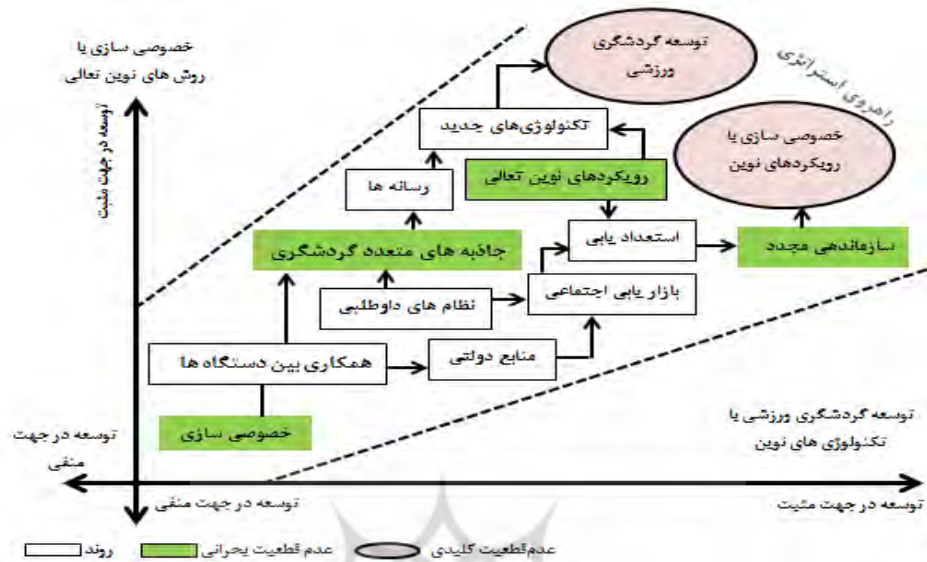 خصوصی سازی یا
روش های نوین تعالی
توسعه در جهت مثبت
توسعه گردشگری
ورزشی
راهروی استراتژی
تکنولوژی‌های جدید
خصوصی سازی یا
رویکردهای نوین
رسانه ها
رویکردهای نوین تعالی
استعداد یابی
سازماندهی مجدد
جاذبه های متعدد گردشگری
نظام های داوطلبی
بازار یابی اجتماعی
همکاری بین دستگاه ها
منابع دولتی
خصوصی سازی
توسعه گردشگری ورزشی یا
تکنولوژی های نوین
توسعه در جهت
منفی
توسعه در جهت منفی
توسعه در جهت مثبت
عدم‌قطعیت کلیدی
عدم قطعیت بحرانی
روند